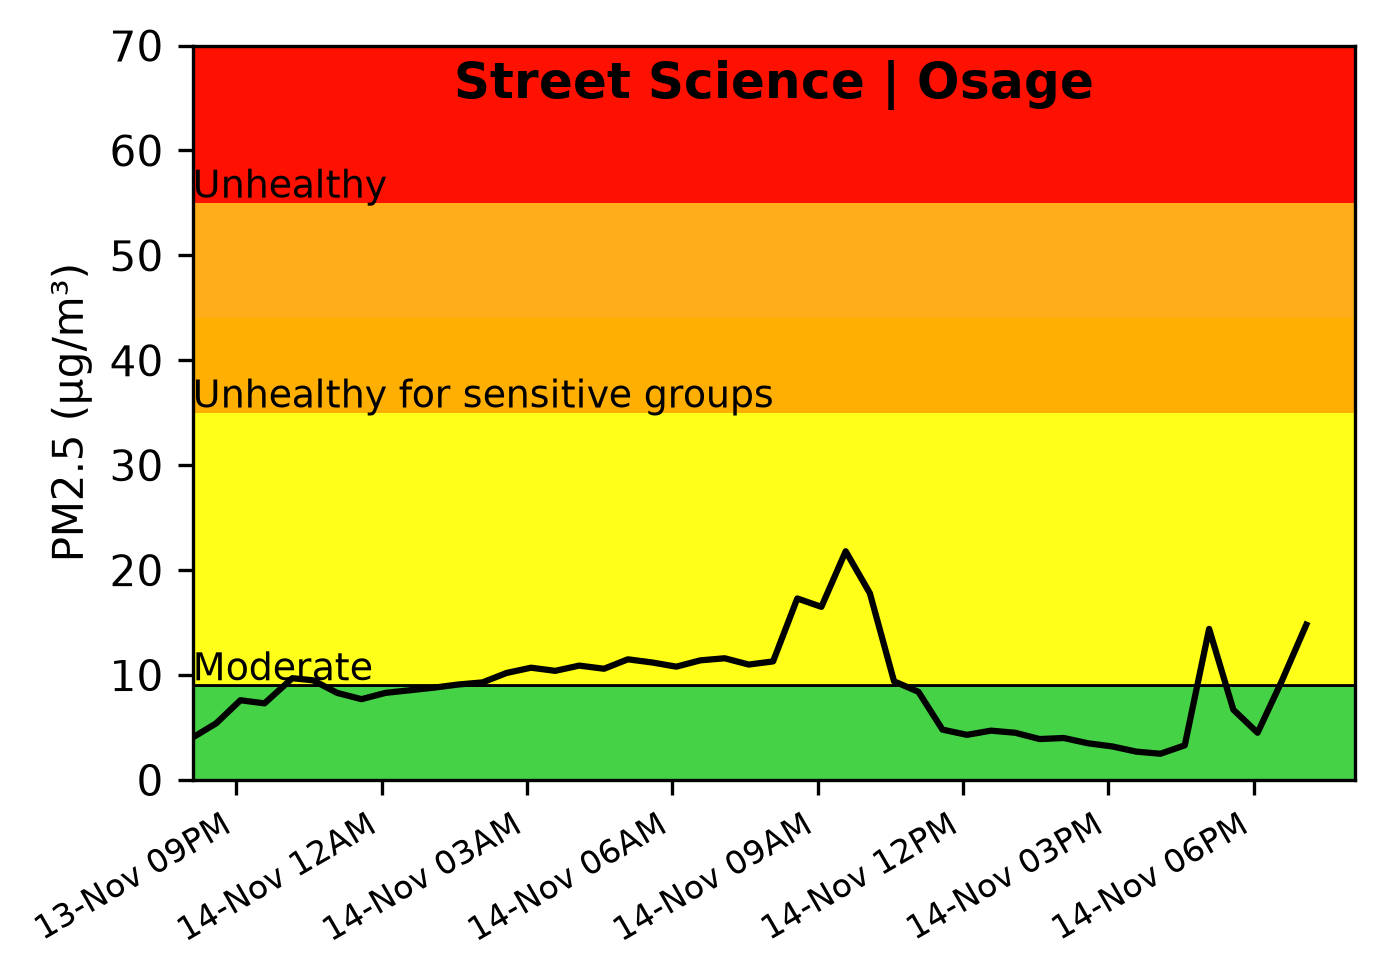 Street Science | Osage
PM2.5 (µg/m³)
70
60
50
40
30
20
10
0
Unhealthy
Unhealthy for sensitive groups
Moderate
13-Nov 09PM
14-Nov 12AM
14-Nov 03AM
14-Nov 06AM
14-Nov 09AM
14-Nov 12PM
14-Nov 03PM
14-Nov 06PM